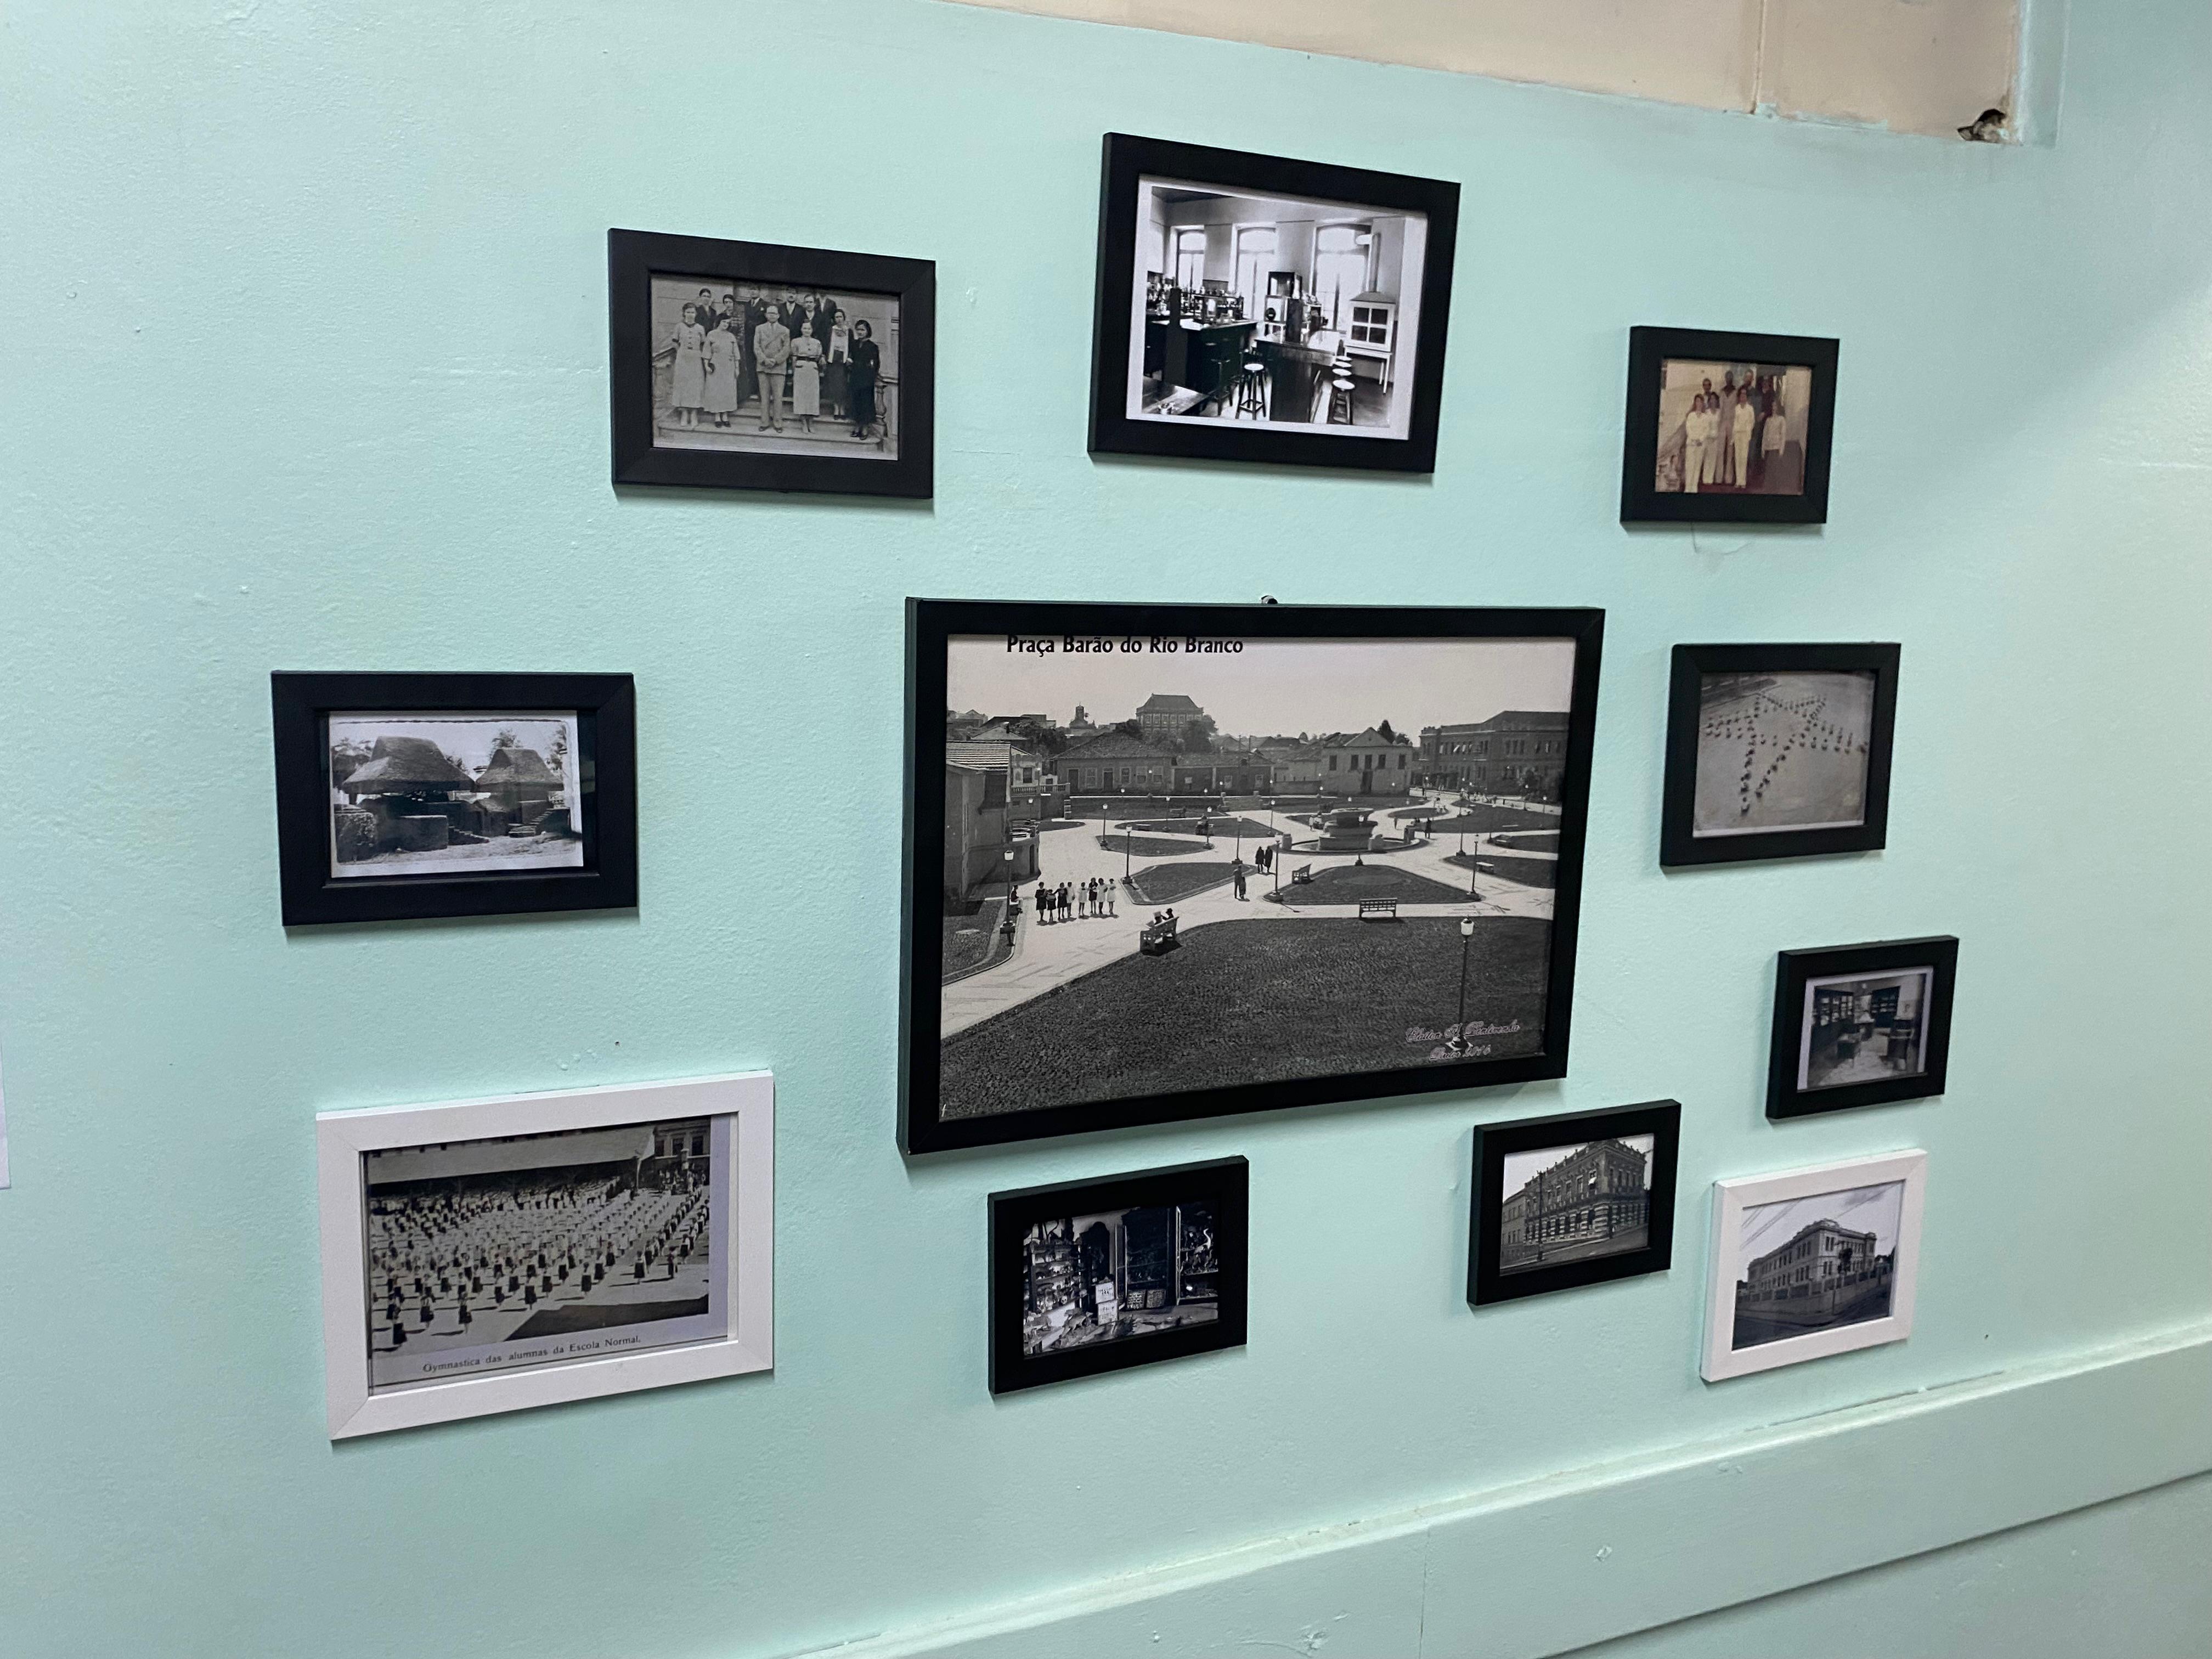 Praça Barão do Rio Branco
Gymnastica das alumnas da Escola Normal.